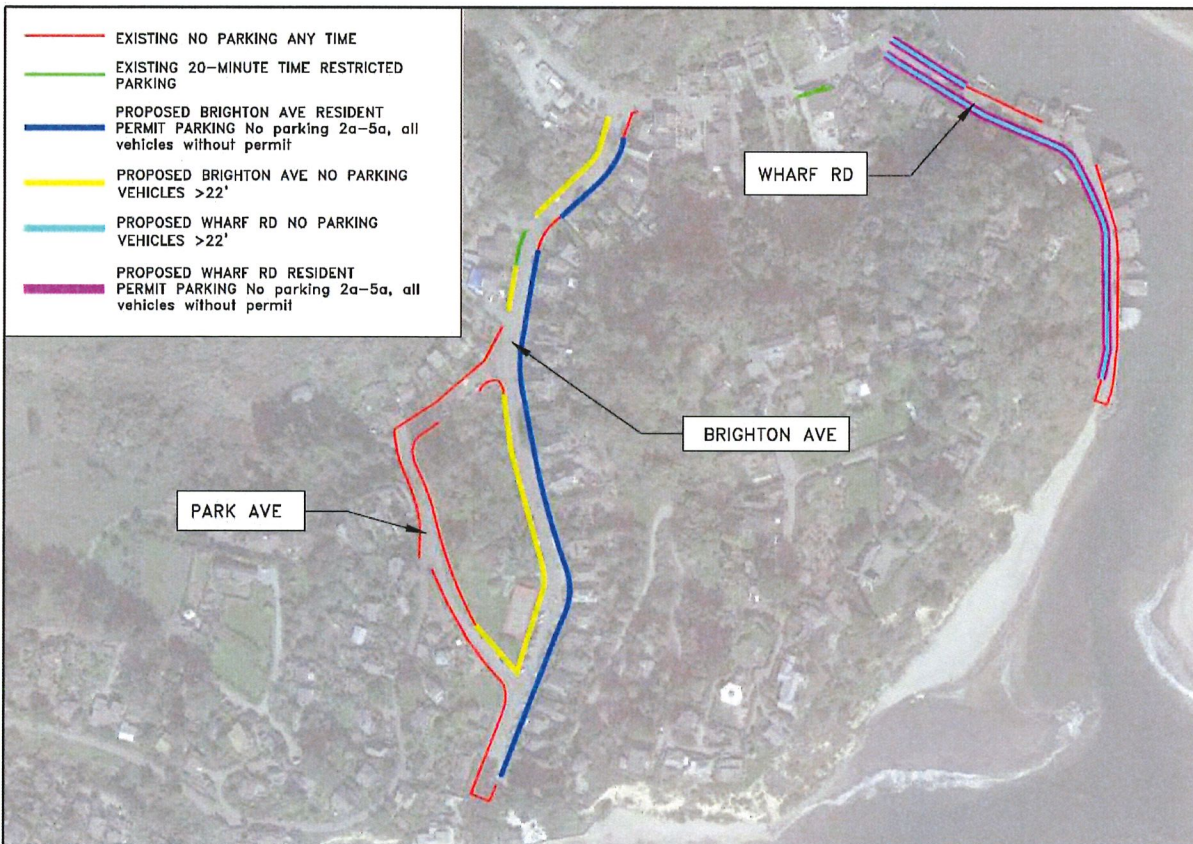 EXISTING NO PARKING ANY TIME
EXISTING 20-MINUTE TIME RESTRICTED
PARKING
PROPOSED BRIGHTON AVE RESIDENT
PERMIT PARKING No parking 2a-5a, all
vehicles without permit
PROPOSED BRIGHTON AVE NO PARKING
VEHICLES >22'
PROPOSED WHARF RD NO PARKING
VEHICLES >22'
PROPOSED WHARF RD RESIDENT
PERMIT PARKING No parking 2a-5a, all
vehicles without permit
WHARF RD
BRIGHTON AVE
PARK AVE